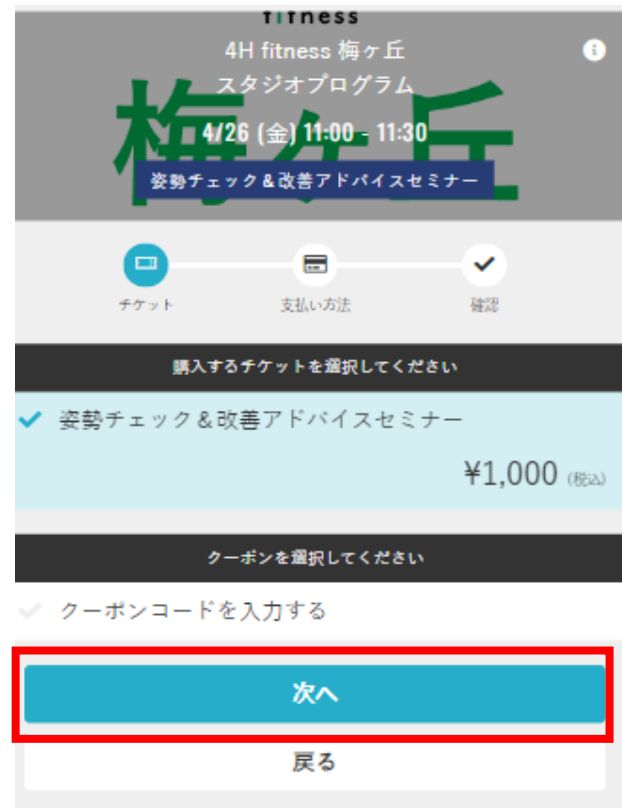 fitness
4H fitness 梅ヶ丘
スタジオプログラム
梅ヶ丘
4/26 (金) 11:00 - 11:30
姿勢チェック＆改善アドバイスセミナー
チケット
支払い方法
確認
購入するチケットを選択してください
姿勢チェック＆改善アドバイスセミナー
¥1,000 (税込)
クーポンを選択してください
クーポンコードを入力する
次へ
戻る